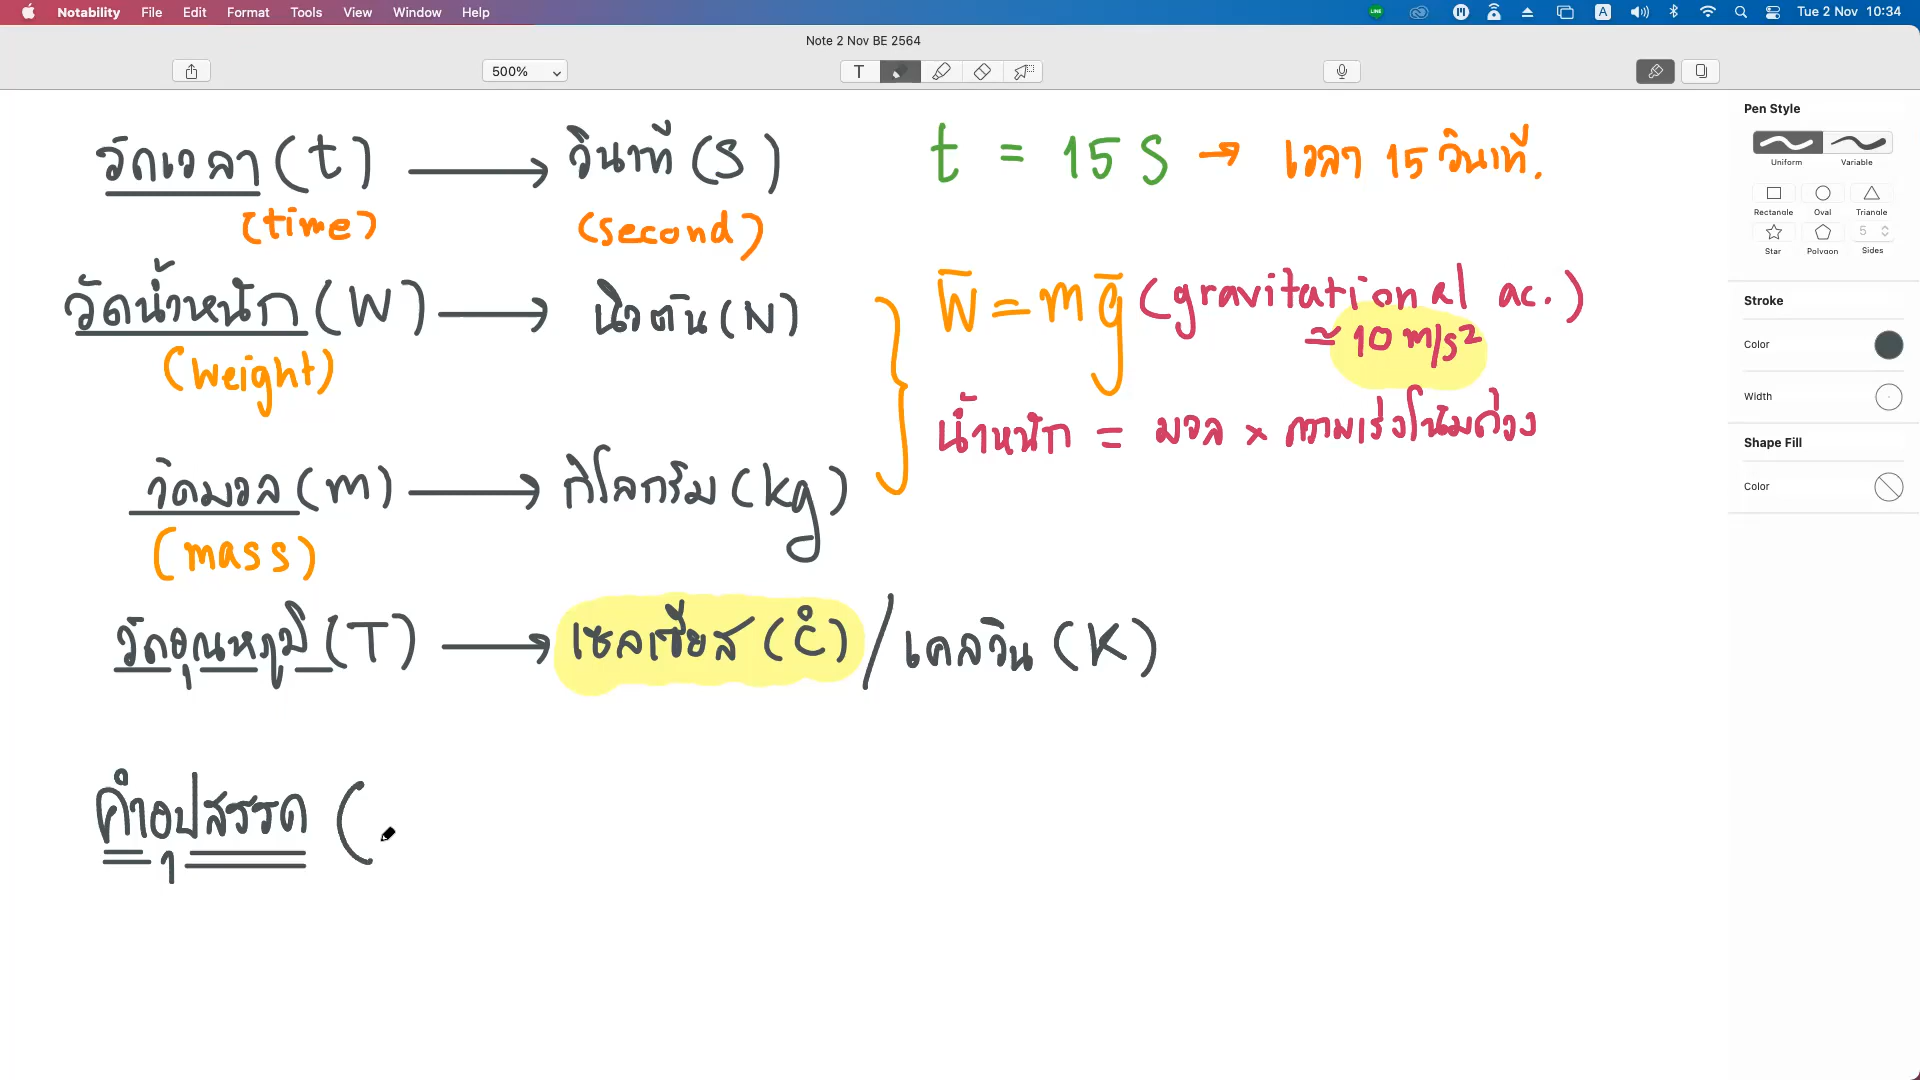 Notability File Edit Format Tools View Window Help
LINE A Tue 2 Nov 10:34
Note 2 Nov BE 2564
500%
T
Pen Style
Uniform Variable
Rectangle Oval Triangle
5
Star Polygon Sides
Stroke
Color
Width
Shape Fill
Color
วัดเวลา (t) → วินาที (s)
(time) (second)
t = 15 s → เวลา 15 วินาที.
วัดน้ำหนัก (W) → นิวตัน (N)
(weight)
W̄ = mḡ (gravitational ac.)
≈ 10 m/s²
น้ำหนัก = มวล × ความเร่งโน้มถ่วง
วัดมวล (m) → กิโลกรัม (kg)
(mass)
วัดอุณหภูมิ (T) → เซลเซียส (C̊) / เคลวิน (K)
คำอุปสรรค (